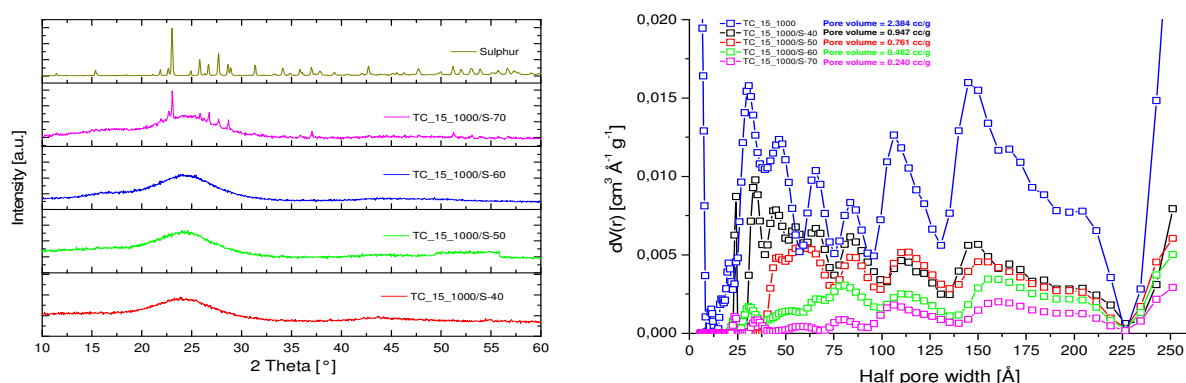 Sulphur
TC_15_1000/S-70
TC_15_1000/S-60
TC_15_1000/S-50
TC_15_1000/S-40
Intensity [a.u.]
10 15 20 25 30 35 40 45 50 55 60
2 Theta [°]
TC_15_1000 Pore volume = 2.384 cc/g
TC_15_1000/S-40 Pore volume = 0.947 cc/g
TC_15_1000/S-50 Pore volume = 0.761 cc/g
TC_15_1000/S-60 Pore volume = 0.482 cc/g
TC_15_1000/S-70 Pore volume = 0.240 cc/g
0,020
0,015
0,010
0,005
0,000
dV(r) [cm³ Å⁻¹ g⁻¹]
0 25 50 75 100 125 150 175 200 225 250
Half pore width [Å]